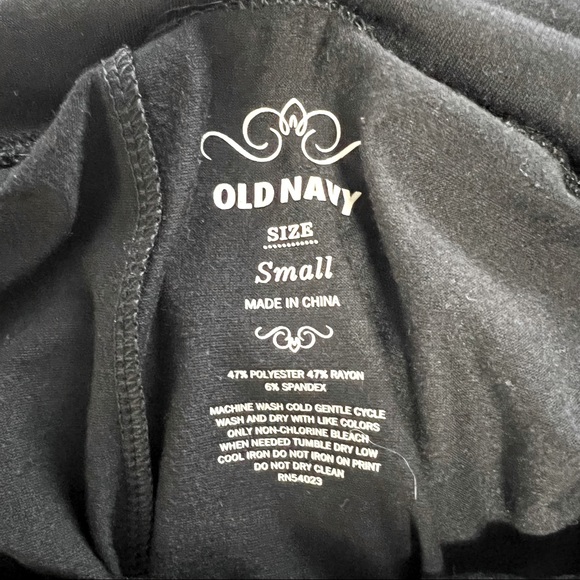 OLD NAVY
SIZE
Small
MADE IN CHINA
47% POLYESTER 47% RAYON
6% SPANDEX
MACHINE WASH COLD GENTLE CYCLE
WASH AND DRY WITH LIKE COLORS
ONLY NON-CHLORINE BLEACH
WHEN NEEDED TUMBLE DRY LOW
COOL IRON DO NOT IRON ON PRINT
DO NOT DRY CLEAN
RN54023